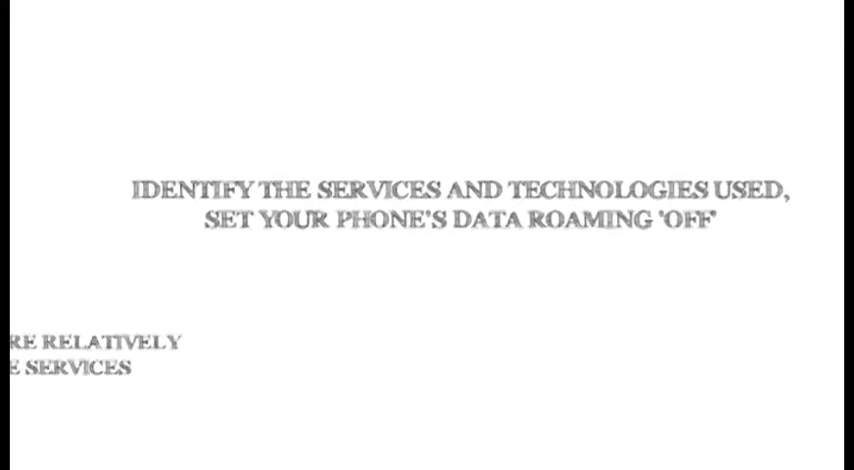 IDENTIFY THE SERVICES AND TECHNOLOGIES USED,
SET YOUR PHONE'S DATA ROAMING 'OFF'
RE RELATIVELY
E SERVICES